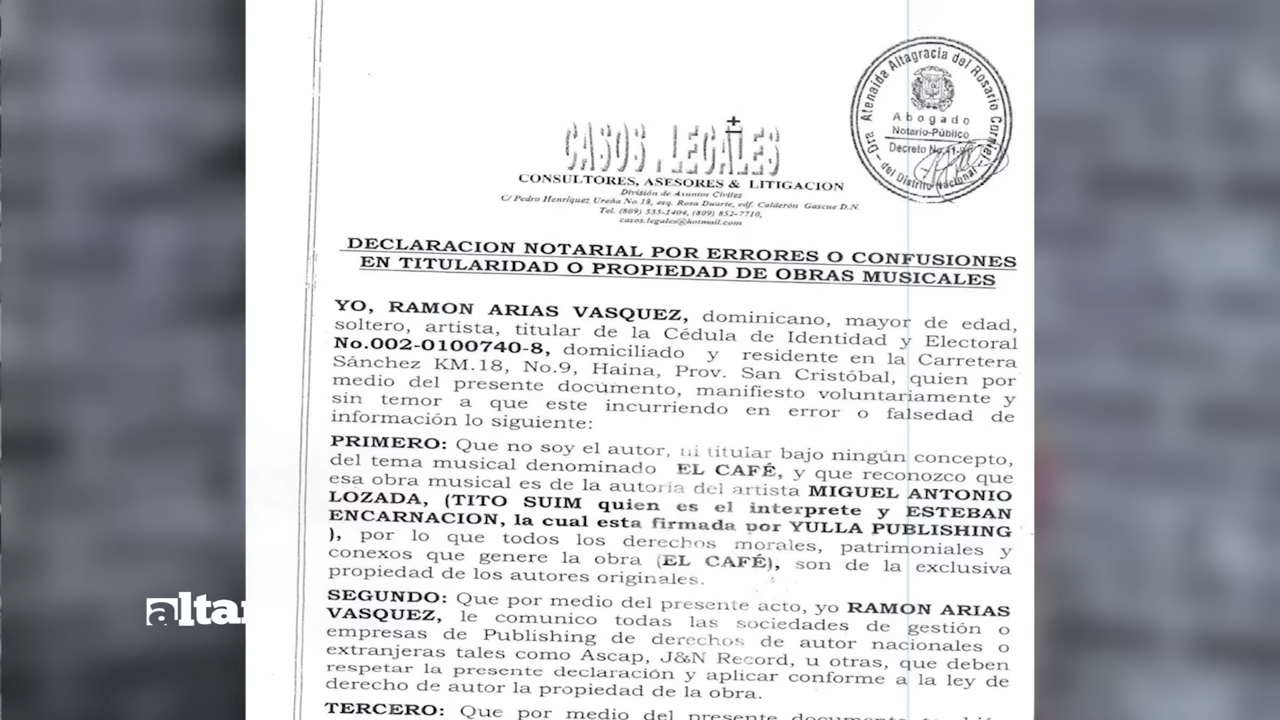 Dra. Atenaida Altagracia del Rosario Corniel
Abogado
Notario-Público
Decreto No.
del Distrito Nacional
CASOS.LEGALES
CONSULTORES, ASESORES & LITIGACION
División de Asuntos Civiles
C/ Pedro Henríquez Ureña No.18, esq. Rosa Duarte, edf. Calderón Gascue D.N.
Tel. (809) 535-1404, (809) 852-7710,
casos.legales@hotmail.com
DECLARACION NOTARIAL POR ERRORES O CONFUSIONES
EN TITULARIDAD O PROPIEDAD DE OBRAS MUSICALES
YO, RAMON ARIAS VASQUEZ, dominicano, mayor de edad,
soltero, artista, titular de la Cédula de Identidad y Electoral
No.002-0100740-8, domiciliado y residente en la Carretera
Sánchez KM.18, No.9, Haina, Prov. San Cristóbal, quien por
medio del presente documento, manifiesto voluntariamente y
sin temor a que este incurriendo en error o falsedad de
información lo siguiente:
PRIMERO: Que no soy el autor, ni titular bajo ningún concepto,
del tema musical denominado EL CAFÉ, y que reconozco que
esa obra musical es de la autoria del artista MIGUEL ANTONIO
LOZADA, (TITO SUIM quien es el interprete y ESTEBAN
ENCARNACION, la cual esta firmada por YULLA PUBLISHING
), por lo que todos los derechos morales, patrimoniales y
conexos que genere la obra (EL CAFÉ), son de la exclusiva
propiedad de los autores originales.
SEGUNDO: Que por medio del presente acto, yo RAMON ARIAS
VASQUEZ, le comunico todas las sociedades de gestión o
empresas de Publishing de derechos de autor nacionales o
extranjeras tales como Ascap, J&N Record, u otras, que deben
respetar la presente declaración y aplicar conforme a la ley de
derecho de autor la propiedad de la obra.
TERCERO: Que por medio del presente documento
altar